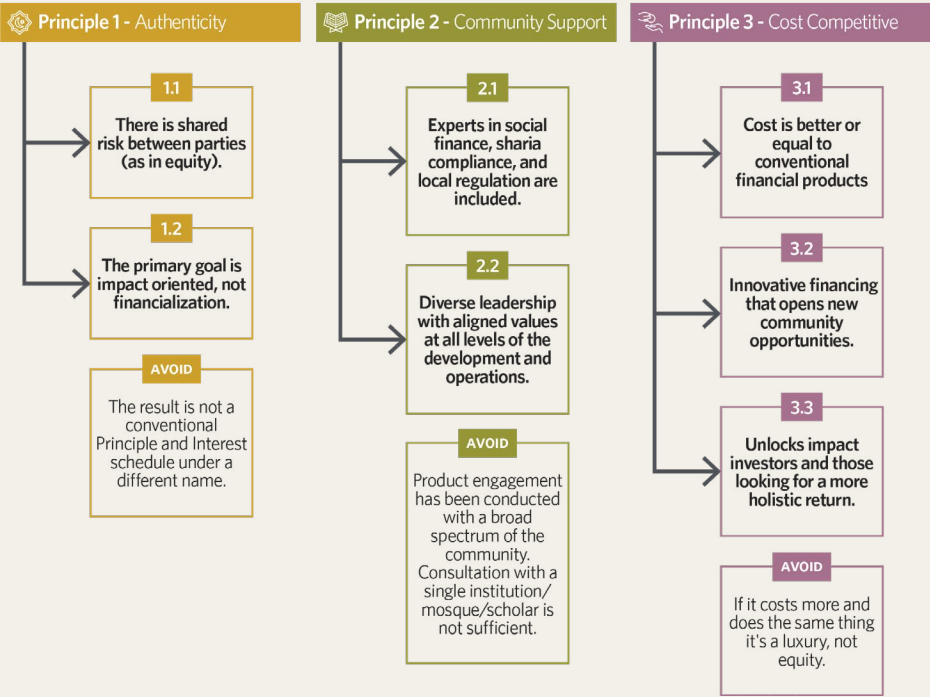 Principle 1 - Authenticity
1.1
There is shared
risk between parties
(as in equity).
1.2
The primary goal is
impact oriented, not
financialization.
AVOID
The result is not a
conventional
Principle and Interest
schedule under a
different name.
Principle 2 - Community Support
2.1
Experts in social
finance, sharia
compliance, and
local regulation are
included.
2.2
Diverse leadership
with aligned values
at all levels of the
development and
operations.
AVOID
Product engagement
has been conducted
with a broad
spectrum of the
community.
Consultation with a
single institution/
mosque/scholar is
not sufficient.
Principle 3 - Cost Competitive
3.1
Cost is better or
equal to
conventional
financial products
3.2
Innovative financing
that opens new
community
opportunities.
3.3
Unlocks impact
investors and those
looking for a more
holistic return.
AVOID
If it costs more and
does the same thing
it's a luxury, not
equity.